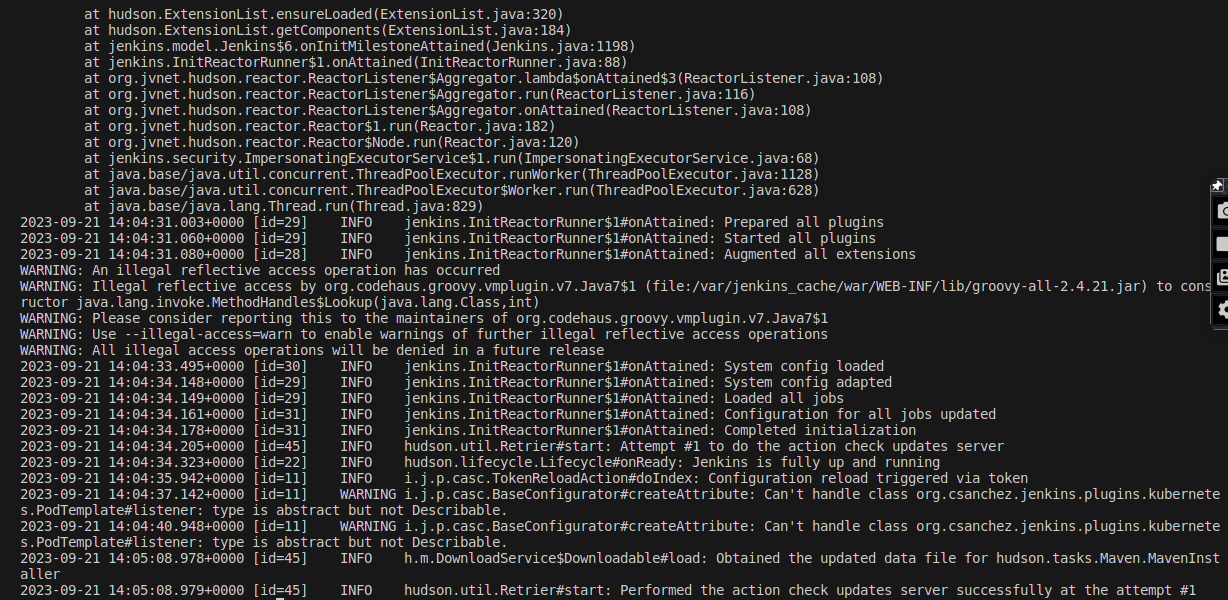 at hudson.ExtensionList.ensureLoaded(ExtensionList.java:320)
at hudson.ExtensionList.getComponents(ExtensionList.java:184)
at jenkins.model.Jenkins$6.onInitMilestoneAttained(Jenkins.java:1198)
at jenkins.InitReactorRunner$1.onAttained(InitReactorRunner.java:88)
at org.jvnet.hudson.reactor.ReactorListener$Aggregator.lambda$onAttained$3(ReactorListener.java:108)
at org.jvnet.hudson.reactor.ReactorListener$Aggregator.run(ReactorListener.java:116)
at org.jvnet.hudson.reactor.ReactorListener$Aggregator.onAttained(ReactorListener.java:108)
at org.jvnet.hudson.reactor.Reactor$1.run(Reactor.java:182)
at org.jvnet.hudson.reactor.Reactor$Node.run(Reactor.java:120)
at jenkins.security.ImpersonatingExecutorService$1.run(ImpersonatingExecutorService.java:68)
at java.base/java.util.concurrent.ThreadPoolExecutor.runWorker(ThreadPoolExecutor.java:1128)
at java.base/java.util.concurrent.ThreadPoolExecutor$Worker.run(ThreadPoolExecutor.java:628)
at java.base/java.lang.Thread.run(Thread.java:829)
2023-09-21 14:04:31.003+0000 [id=29] INFO jenkins.InitReactorRunner$1#onAttained: Prepared all plugins
2023-09-21 14:04:31.060+0000 [id=29] INFO jenkins.InitReactorRunner$1#onAttained: Started all plugins
2023-09-21 14:04:31.080+0000 [id=28] INFO jenkins.InitReactorRunner$1#onAttained: Augmented all extensions
WARNING: An illegal reflective access operation has occurred
WARNING: Illegal reflective access by org.codehaus.groovy.vmplugin.v7.Java7$1 (file:/var/jenkins_cache/war/WEB-INF/lib/groovy-all-2.4.21.jar) to cons
ructor java.lang.invoke.MethodHandles$Lookup(java.lang.Class,int)
WARNING: Please consider reporting this to the maintainers of org.codehaus.groovy.vmplugin.v7.Java7$1
WARNING: Use --illegal-access=warn to enable warnings of further illegal reflective access operations
WARNING: All illegal access operations will be denied in a future release
2023-09-21 14:04:33.495+0000 [id=30] INFO jenkins.InitReactorRunner$1#onAttained: System config loaded
2023-09-21 14:04:34.148+0000 [id=29] INFO jenkins.InitReactorRunner$1#onAttained: System config adapted
2023-09-21 14:04:34.149+0000 [id=29] INFO jenkins.InitReactorRunner$1#onAttained: Loaded all jobs
2023-09-21 14:04:34.161+0000 [id=31] INFO jenkins.InitReactorRunner$1#onAttained: Configuration for all jobs updated
2023-09-21 14:04:34.178+0000 [id=31] INFO jenkins.InitReactorRunner$1#onAttained: Completed initialization
2023-09-21 14:04:34.205+0000 [id=45] INFO hudson.util.Retrier#start: Attempt #1 to do the action check updates server
2023-09-21 14:04:34.323+0000 [id=22] INFO hudson.lifecycle.Lifecycle#onReady: Jenkins is fully up and running
2023-09-21 14:04:35.942+0000 [id=11] INFO i.j.p.casc.TokenReloadAction#doIndex: Configuration reload triggered via token
2023-09-21 14:04:37.142+0000 [id=11] WARNING i.j.p.casc.BaseConfigurator#createAttribute: Can't handle class org.csanchez.jenkins.plugins.kubernete
s.PodTemplate#listener: type is abstract but not Describable.
2023-09-21 14:04:40.948+0000 [id=11] WARNING i.j.p.casc.BaseConfigurator#createAttribute: Can't handle class org.csanchez.jenkins.plugins.kubernete
s.PodTemplate#listener: type is abstract but not Describable.
2023-09-21 14:05:08.978+0000 [id=45] INFO h.m.DownloadService$Downloadable#load: Obtained the updated data file for hudson.tasks.Maven.MavenInst
aller
2023-09-21 14:05:08.979+0000 [id=45] INFO hudson.util.Retrier#start: Performed the action check updates server successfully at the attempt #1